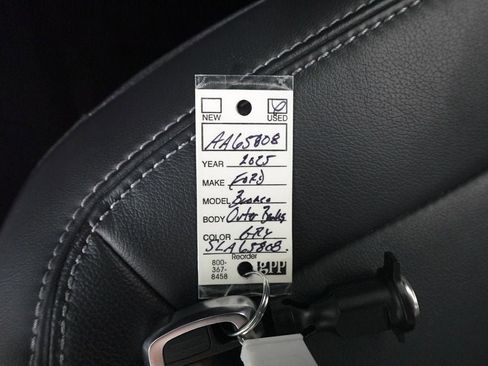 NEW USED
AA65808
YEAR 2025
MAKE FORD
MODEL Bronco
BODY Outer Banks
COLOR GRY
SLA65808.
Reorder
800-
367-
8458
gpp